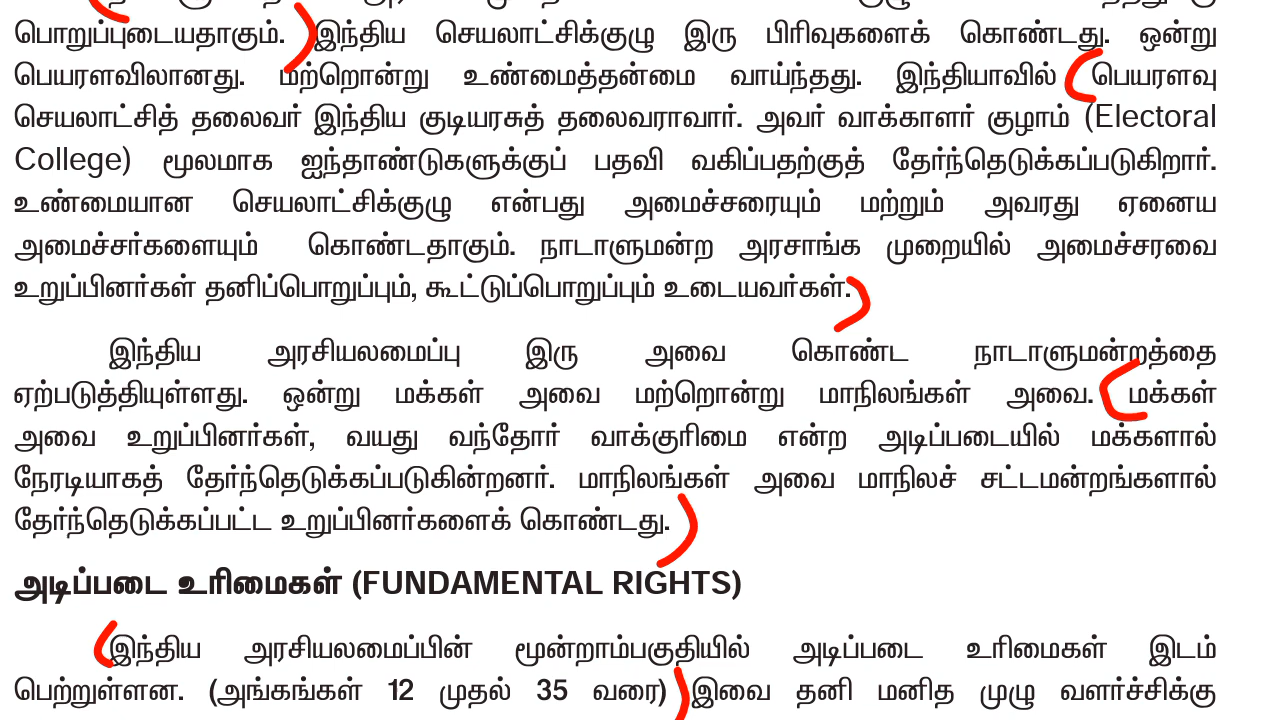 பொறுப்புடையதாகும். இந்திய செயலாட்சிக்குழு இரு பிரிவுகளைக் கொண்டது. ஒன்று
பெயரளவிலானது. மற்றொன்று உண்மைத்தன்மை வாய்ந்தது. இந்தியாவில் பெயரளவு
செயலாட்சித் தலைவர் இந்திய குடியரசுத் தலைவராவார். அவர் வாக்காளர் குழாம் (Electoral
College) மூலமாக ஐந்தாண்டுகளுக்குப் பதவி வகிப்பதற்குத் தேர்ந்தெடுக்கப்படுகிறார்.
உண்மையான செயலாட்சிக்குழு என்பது அமைச்சரையும் மற்றும் அவரது ஏனைய
அமைச்சர்களையும் கொண்டதாகும். நாடாளுமன்ற அரசாங்க முறையில் அமைச்சரவை
உறுப்பினர்கள் தனிப்பொறுப்பும், கூட்டுப்பொறுப்பும் உடையவர்கள்.
இந்திய அரசியலமைப்பு இரு அவை கொண்ட நாடாளுமன்றத்தை
ஏற்படுத்தியுள்ளது. ஒன்று மக்கள் அவை மற்றொன்று மாநிலங்கள் அவை. மக்கள்
அவை உறுப்பினர்கள், வயது வந்தோர் வாக்குரிமை என்ற அடிப்படையில் மக்களால்
நேரடியாகத் தேர்ந்தெடுக்கப்படுகின்றனர். மாநிலங்கள் அவை மாநிலச் சட்டமன்றங்களால்
தேர்ந்தெடுக்கப்பட்ட உறுப்பினர்களைக் கொண்டது.
அடிப்படை உரிமைகள் (FUNDAMENTAL RIGHTS)
இந்திய அரசியலமைப்பின் மூன்றாம்பகுதியில் அடிப்படை உரிமைகள் இடம்
பெற்றுள்ளன. (அங்கங்கள் 12 முதல் 35 வரை) இவை தனி மனித முழு வளர்ச்சிக்கு